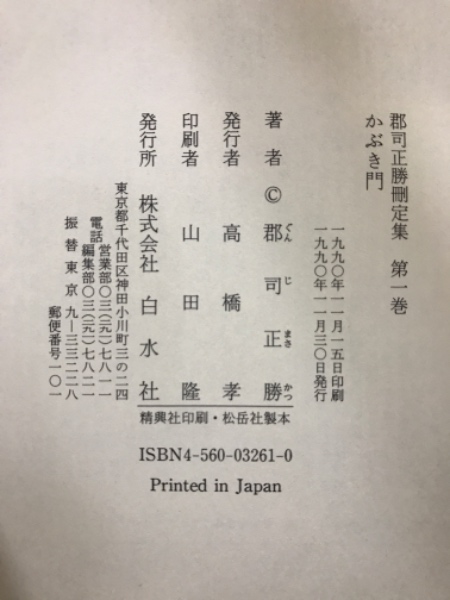 郡司正勝刪定集 第一巻
かぶき門
一九九〇年一一月一五日印刷
一九九〇年一一月三〇日発行
著者©郡司正勝
ぐんじまさかつ
発行者 高橋孝
印刷者 山田隆
発行所 株式会社 白水社
東京都千代田区神田小川町三の二四
電話 営業部〇三(二九一)七八一一
編集部〇三(二九一)七八二一
振替東京九―三三二二八
郵便番号一〇一
精興社印刷・松岳社製本
ISBN4-560-03261-0
Printed in Japan